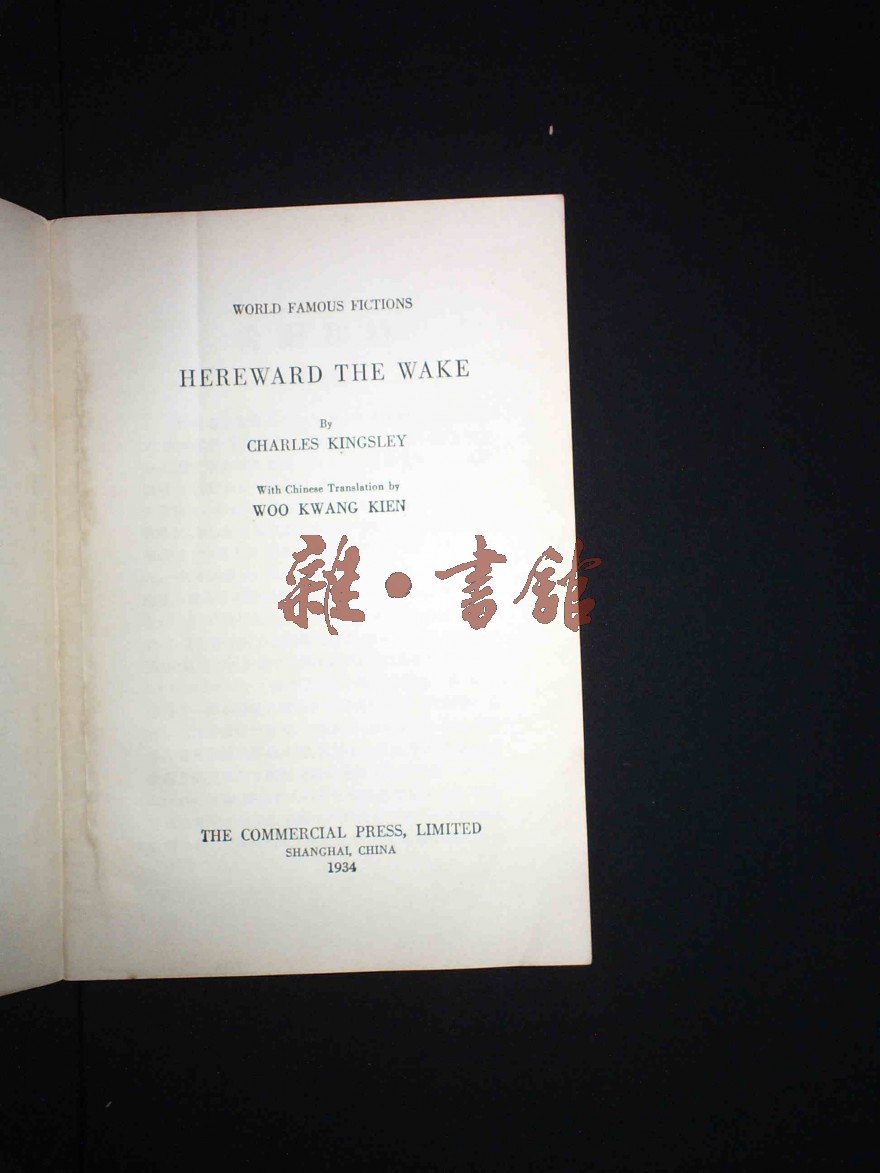 WORLD FAMOUS FICTIONS
HEREWARD THE WAKE
By
CHARLES KINGSLEY
With Chinese Translation by
WOO KWANG KIEN
雜·書館
THE COMMERCIAL PRESS, LIMITED
SHANGHAI, CHINA
1934